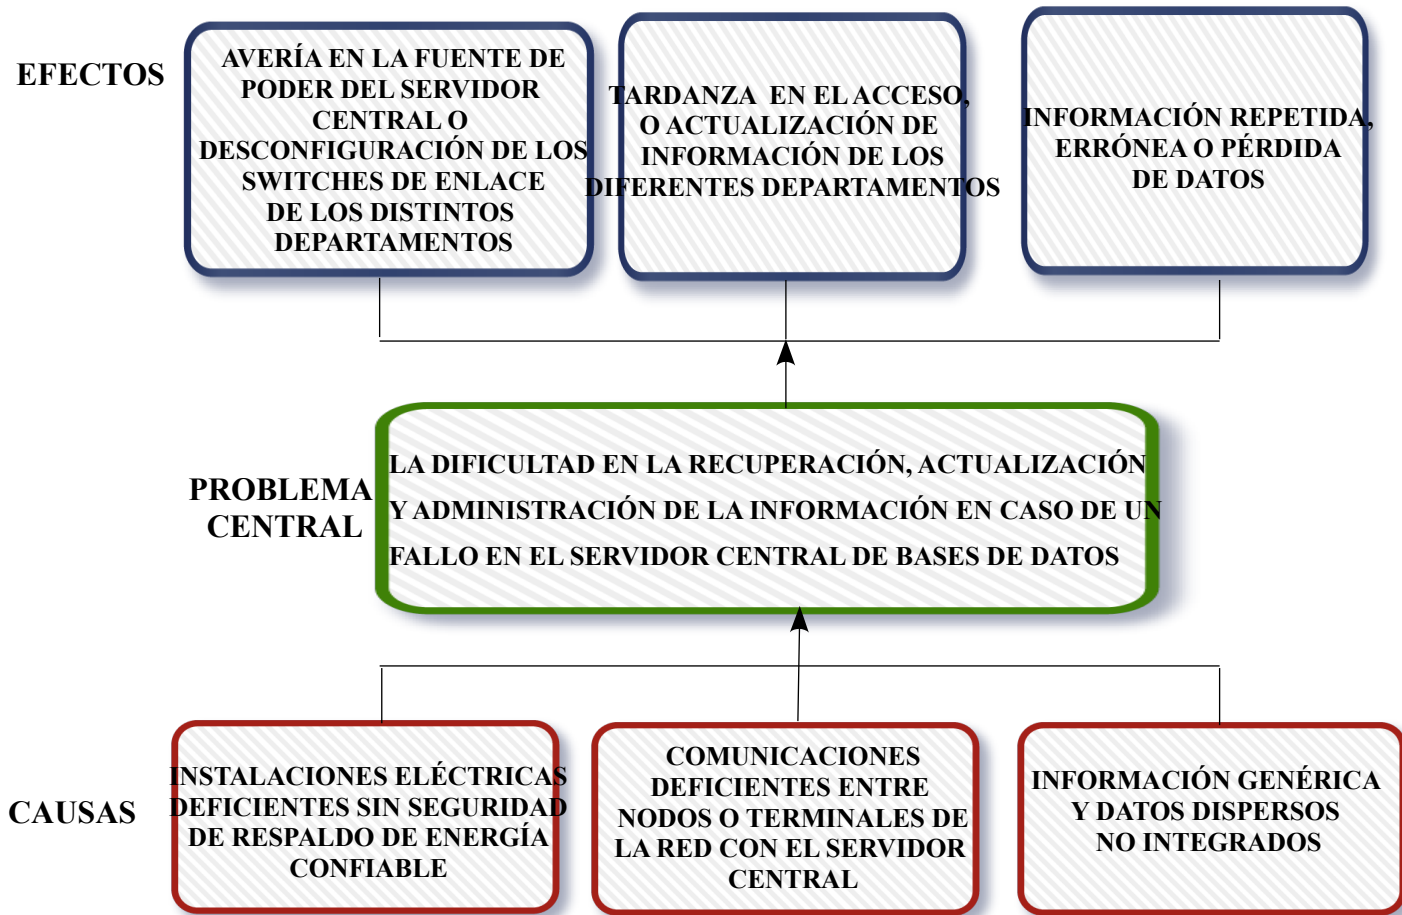 EFECTOS
AVERÍA EN LA FUENTE DE
PODER DEL SERVIDOR
CENTRAL O
DESCONFIGURACIÓN DE LOS
SWITCHES DE ENLACE
DE LOS DISTINTOS
DEPARTAMENTOS
TARDANZA EN EL ACCESO,
O ACTUALIZACIÓN DE
INFORMACIÓN DE LOS
DIFERENTES DEPARTAMENTOS
INFORMACIÓN REPETIDA,
ERRÓNEA O PÉRDIDA
DE DATOS
PROBLEMA
CENTRAL
LA DIFICULTAD EN LA RECUPERACIÓN, ACTUALIZACIÓN
Y ADMINISTRACIÓN DE LA INFORMACIÓN EN CASO DE UN
FALLO EN EL SERVIDOR CENTRAL DE BASES DE DATOS
CAUSAS
INSTALACIONES ELÉCTRICAS
DEFICIENTES SIN SEGURIDAD
DE RESPALDO DE ENERGÍA
CONFIABLE
COMUNICACIONES
DEFICIENTES ENTRE
NODOS O TERMINALES DE
LA RED CON EL SERVIDOR
CENTRAL
INFORMACIÓN GENÉRICA
Y DATOS DISPERSOS
NO INTEGRADOS